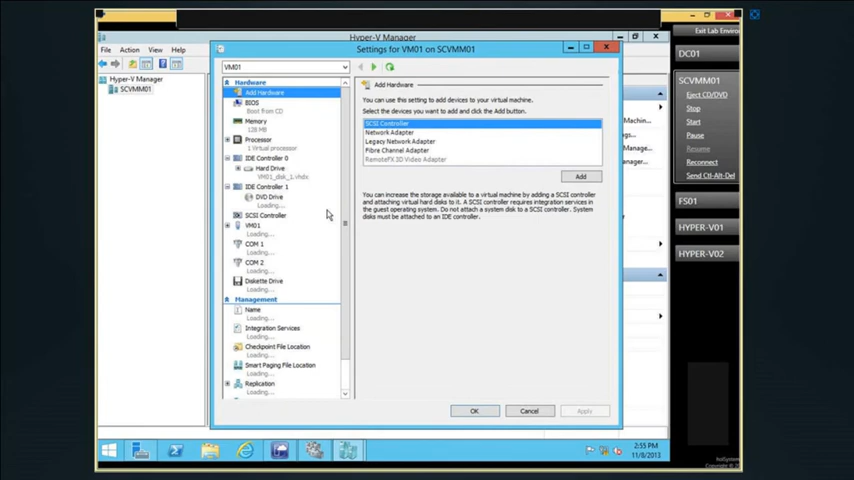 Exit Lab Enviro
Hyper-V Manager
File Action View Help
Hyper-V Manager
SCVMM01
Settings for VM01 on SCVMM01
VM01
Hardware
Add Hardware
BIOS
Boot from CD
Memory
128 MB
Processor
1 Virtual processor
IDE Controller 0
Hard Drive
VM01_disk_1.vhdx
IDE Controller 1
DVD Drive
Loading...
SCSI Controller
VM01
Loading...
COM 1
Loading...
COM 2
Loading...
Diskette Drive
Loading...
Management
Name
Loading...
Integration Services
Loading...
Checkpoint File Location
Loading...
Smart Paging File Location
Loading...
Replication
Loading...
Add Hardware
You can use this setting to add devices to your virtual machine.
Select the devices you want to add and click the Add button.
SCSI Controller
Network Adapter
Legacy Network Adapter
Fibre Channel Adapter
RemoteFX 3D Video Adapter
Add
You can increase the storage available to a virtual machine by adding a SCSI controller
and attaching virtual hard disks to it. A SCSI controller requires integration services in
the guest operating system. Do not attach a system disk to a SCSI controller. System
disks must be attached to an IDE controller.
OK Cancel Apply
Machin...
Manage...
Manage...
DC01
SCVMM01
Eject CD/DVD
Stop
Start
Pause
Resume
Reconnect
Send Ctl-Alt-Del
FS01
HYPER-V01
HYPER-V02
2:55 PM
11/8/2013
Copyright ©